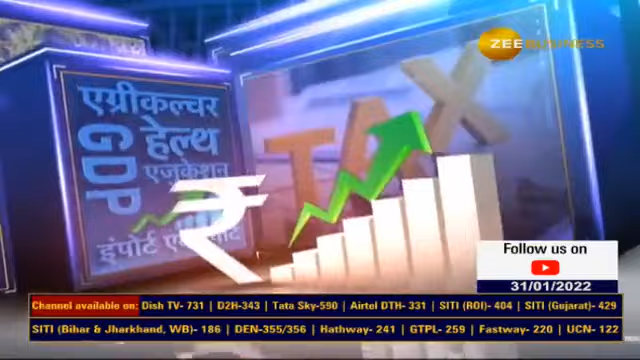 ZEE BUSINESS
एग्रीकल्चर
GDP
हेल्थ
एजुकेशन
इंपोर्ट
TAX
₹
Follow us on
31/01/2022
Channel available on: Dish TV- 731 | D2H-343 | Tata Sky-590 | Airtel DTH- 331 | SITI (ROI)- 404 | SITI (Gujarat)- 429
SITI (Bihar & Jharkhand, WB)- 186 | DEN-355/356 | Hathway- 241 | GTPL- 259 | Fastway- 220 | UCN- 122